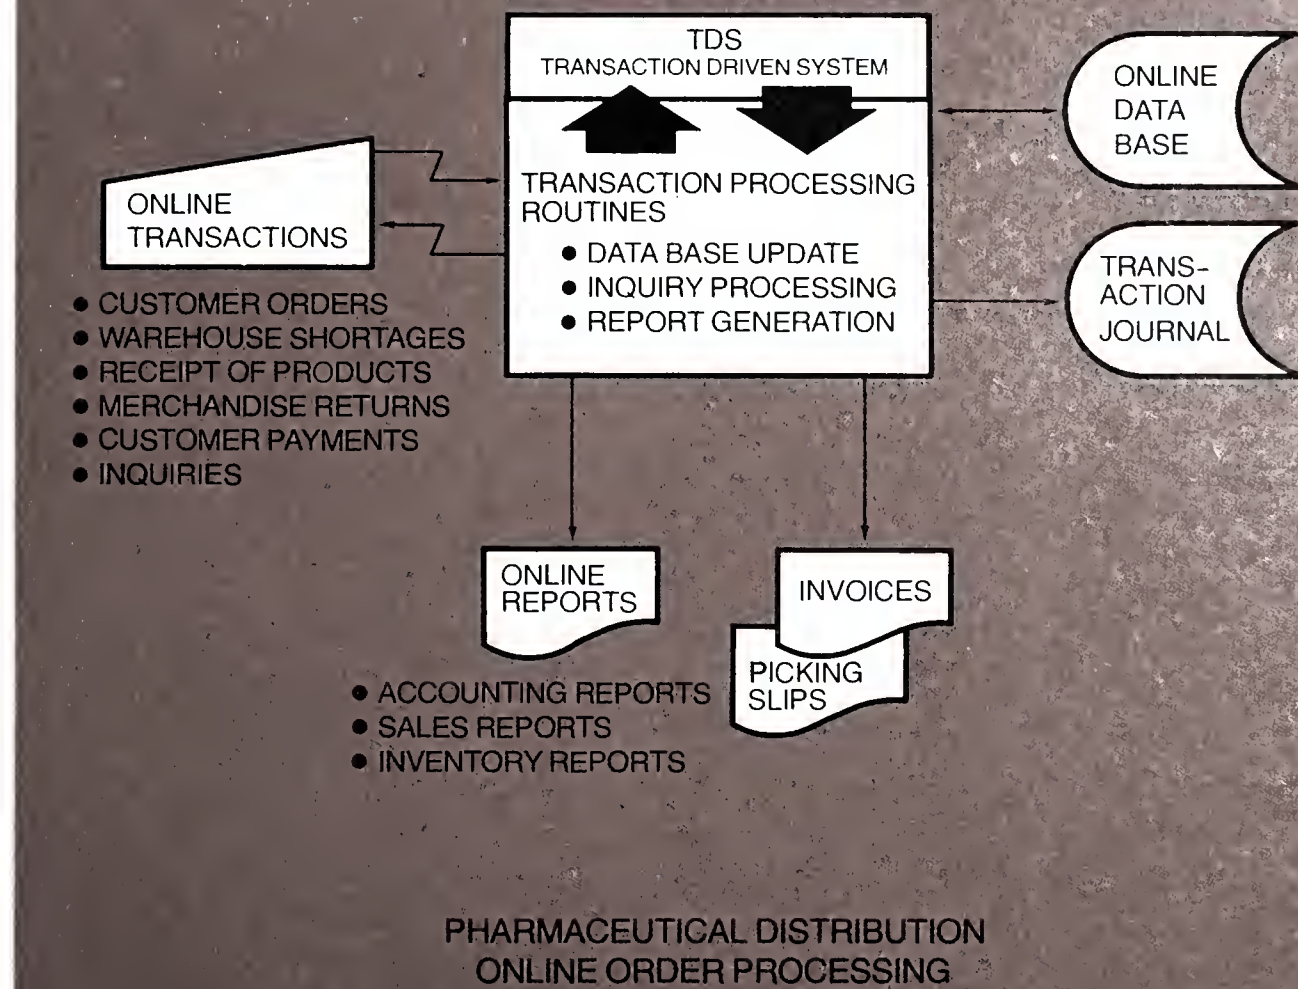 TDS
TRANSACTION DRIVEN SYSTEM
TRANSACTION PROCESSING
ROUTINES
● DATA BASE UPDATE
● INQUIRY PROCESSING
● REPORT GENERATION
ONLINE
TRANSACTIONS
● CUSTOMER ORDERS
● WAREHOUSE SHORTAGES
● RECEIPT OF PRODUCTS
● MERCHANDISE RETURNS
● CUSTOMER PAYMENTS
● INQUIRIES
ONLINE
DATA
BASE
TRANS-
ACTION
JOURNAL
ONLINE
REPORTS
● ACCOUNTING REPORTS
● SALES REPORTS
● INVENTORY REPORTS
INVOICES
PICKING
SLIPS
PHARMACEUTICAL DISTRIBUTION
ONLINE ORDER PROCESSING